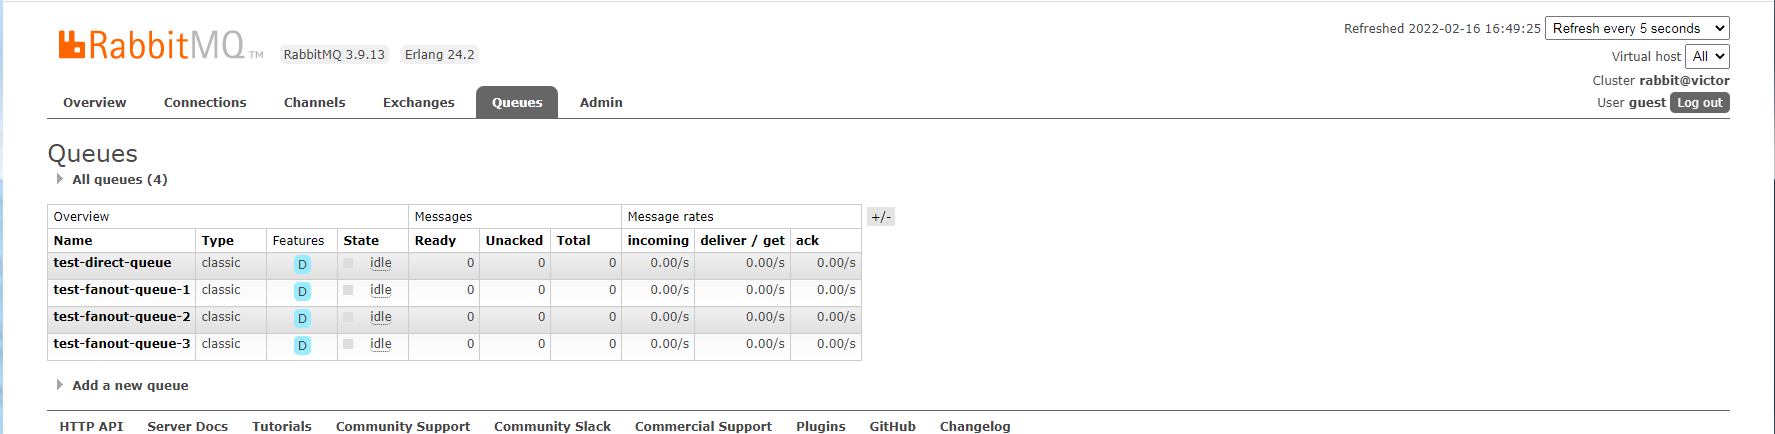 RabbitMQ TM RabbitMQ 3.9.13 Erlang 24.2
Refreshed 2022-02-16 16:49:25 Refresh every 5 seconds
Virtual host All
Cluster rabbit@victor
User guest Log out
Overview Connections Channels Exchanges Queues Admin
Queues
All queues (4)
Overview Messages Message rates +/-
Name Type Features State Ready Unacked Total incoming deliver / get ack
test-direct-queue classic D idle 0 0 0 0.00/s 0.00/s 0.00/s
test-fanout-queue-1 classic D idle 0 0 0 0.00/s 0.00/s 0.00/s
test-fanout-queue-2 classic D idle 0 0 0 0.00/s 0.00/s 0.00/s
test-fanout-queue-3 classic D idle 0 0 0 0.00/s 0.00/s 0.00/s
Add a new queue
HTTP API Server Docs Tutorials Community Support Community Slack Commercial Support Plugins GitHub Changelog